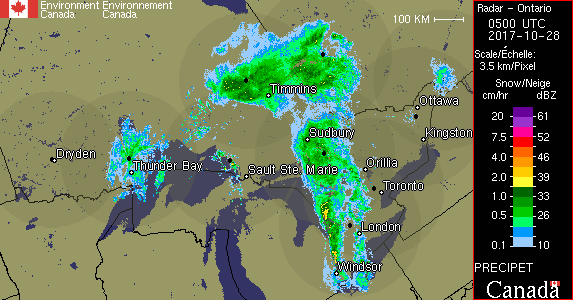 Environment Environnement
Canada Canada
100 KM
Radar - Ontario
0500 UTC
2017-10-28
Scale/Échelle:
3.5 km/Pixel
Snow/Neige
cm/hr dBZ
20 61
7.5 52
4.0 46
2.0 39
1.0 33
0.5 26
0.1 10
PRECIPET
Canada
Timmins
Ottawa
Sudbury
Kingston
Dryden
Thunder Bay
Sault Ste. Marie
Orillia
Toronto
London
Windsor